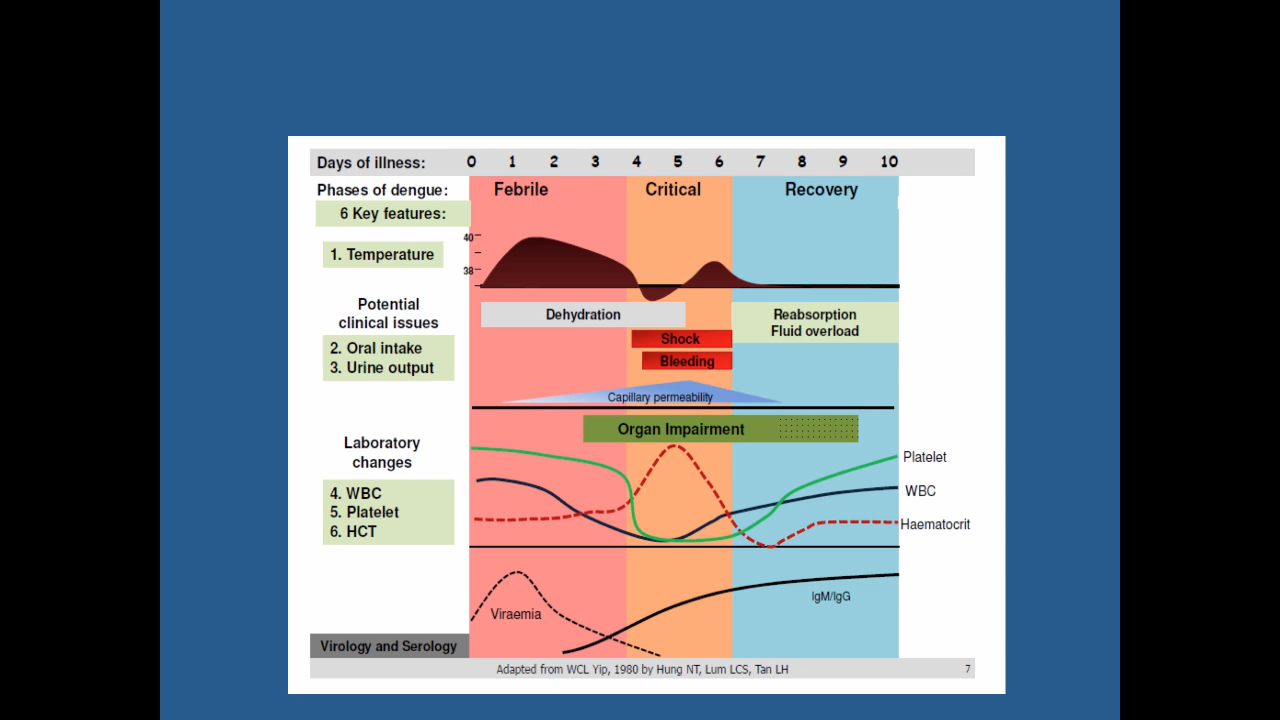 Days of illness: 0 1 2 3 4 5 6 7 8 9 10
Phases of dengue: Febrile Critical Recovery
6 Key features:
40
1. Temperature
38
Potential
clinical issues
Dehydration
Reabsorption
Fluid overload
Shock
2. Oral intake
3. Urine output
Bleeding
Capillary permeability
Organ Impairment
Laboratory
changes
Platelet
4. WBC
5. Platelet
6. HCT
WBC
Haematocrit
IgM/IgG
Viraemia
Virology and Serology
Adapted from WCL Yip, 1980 by Hung NT, Lum LCS, Tan LH 7